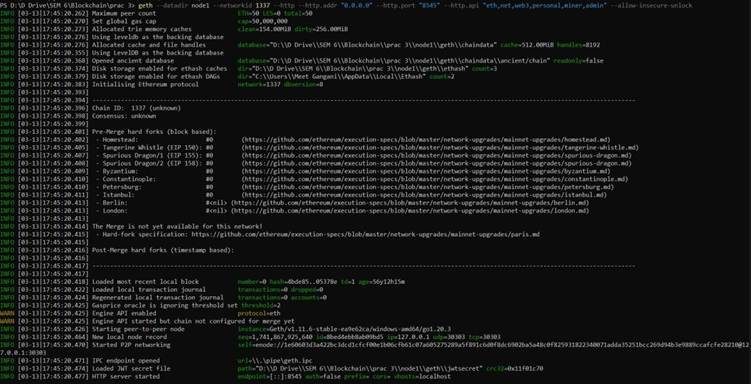 PS D:\D Drive\SEM 6\Blockchain\prac 3> geth --datadir node1 --networkid 1337 --http --http.addr "0.0.0.0" --http.port "8545" --http.api "eth,net,web3,personal,miner,admin" --allow-insecure-unlock
INFO [03-13|17:45:20.262] Maximum peer count ETH=50 LES=0 total=50
INFO [03-13|17:45:20.270] Set global gas cap cap=50,000,000
INFO [03-13|17:45:20.273] Allocated trie memory caches clean=154.00MiB dirty=256.00MiB
INFO [03-13|17:45:20.276] Using leveldb as the backing database
INFO [03-13|17:45:20.276] Allocated cache and file handles database="D:\\D Drive\\SEM 6\\Blockchain\\prac 3\\node1\\geth\\chaindata" cache=512.00MiB handles=8192
INFO [03-13|17:45:20.355] Using LevelDB as the backing database
INFO [03-13|17:45:20.368] Opened ancient database database="D:\\D Drive\\SEM 6\\Blockchain\\prac 3\\node1\\geth\\chaindata\\ancient/chain" readonly=false
INFO [03-13|17:45:20.374] Disk storage enabled for ethash caches dir="D:\\D Drive\\SEM 6\\Blockchain\\prac 3\\node1\\geth\\ethash" count=3
INFO [03-13|17:45:20.379] Disk storage enabled for ethash DAGs dir="C:\\Users\\Meet Gangani\\AppData\\Local\\Ethash" count=2
INFO [03-13|17:45:20.383] Initialising Ethereum protocol network=1337 dbversion=8
INFO [03-13|17:45:20.393]
INFO [03-13|17:45:20.394] ---------------------------------------------------------------------------------------------------------------------------------------------------------
INFO [03-13|17:45:20.396] Chain ID: 1337 (unknown)
INFO [03-13|17:45:20.398] Consensus: unknown
INFO [03-13|17:45:20.401]
INFO [03-13|17:45:20.401] Pre-Merge hard forks (block based):
INFO [03-13|17:45:20.402] - Homestead: #0 (https://github.com/ethereum/execution-specs/blob/master/network-upgrades/mainnet-upgrades/homestead.md)
INFO [03-13|17:45:20.405] - Tangerine Whistle (EIP 150): #0 (https://github.com/ethereum/execution-specs/blob/master/network-upgrades/mainnet-upgrades/tangerine-whistle.md)
INFO [03-13|17:45:20.407] - Spurious Dragon/1 (EIP 155): #0 (https://github.com/ethereum/execution-specs/blob/master/network-upgrades/mainnet-upgrades/spurious-dragon.md)
INFO [03-13|17:45:20.408] - Spurious Dragon/2 (EIP 158): #0 (https://github.com/ethereum/execution-specs/blob/master/network-upgrades/mainnet-upgrades/spurious-dragon.md)
INFO [03-13|17:45:20.409] - Byzantium: #0 (https://github.com/ethereum/execution-specs/blob/master/network-upgrades/mainnet-upgrades/byzantium.md)
INFO [03-13|17:45:20.410] - Constantinople: #0 (https://github.com/ethereum/execution-specs/blob/master/network-upgrades/mainnet-upgrades/constantinople.md)
INFO [03-13|17:45:20.410] - Petersburg: #0 (https://github.com/ethereum/execution-specs/blob/master/network-upgrades/mainnet-upgrades/petersburg.md)
INFO [03-13|17:45:20.411] - Istanbul: #0 (https://github.com/ethereum/execution-specs/blob/master/network-upgrades/mainnet-upgrades/istanbul.md)
INFO [03-13|17:45:20.413] - Berlin: #<nil> (https://github.com/ethereum/execution-specs/blob/master/network-upgrades/mainnet-upgrades/berlin.md)
INFO [03-13|17:45:20.413] - London: #<nil> (https://github.com/ethereum/execution-specs/blob/master/network-upgrades/mainnet-upgrades/london.md)
INFO [03-13|17:45:20.414]
INFO [03-13|17:45:20.414] The Merge is not yet available for this network!
INFO [03-13|17:45:20.415] - Hard-fork specification: https://github.com/ethereum/execution-specs/blob/master/network-upgrades/mainnet-upgrades/paris.md
INFO [03-13|17:45:20.416]
INFO [03-13|17:45:20.416] Post-Merge hard forks (timestamp based):
INFO [03-13|17:45:20.417]
INFO [03-13|17:45:20.417] ---------------------------------------------------------------------------------------------------------------------------------------------------------
INFO [03-13|17:45:20.417]
INFO [03-13|17:45:20.418] Loaded most recent local block number=0 hash=4bde85..05378e td=1 age=56y12h15m
INFO [03-13|17:45:20.422] Loaded local transaction journal transactions=0 dropped=0
INFO [03-13|17:45:20.424] Regenerated local transaction journal transactions=0 accounts=0
INFO [03-13|17:45:20.425] Gasprice oracle is ignoring threshold set threshold=2
WARN [03-13|17:45:20.425] Engine API enabled protocol=eth
WARN [03-13|17:45:20.425] Engine API started but chain not configured for merge yet
INFO [03-13|17:45:20.426] Starting peer-to-peer node instance=Geth/v1.11.6-stable-ea9e62ca/windows-amd64/go1.20.3
INFO [03-13|17:45:20.448] New local node record seq=1,741,867,925,640 ip=127.0.0.1 udp=30303 tcp=30303
INFO [03-13|17:45:20.470] Started P2P networking
7.0.0.1:30303
INFO [03-13|17:45:20.471] IPC endpoint opened url=\\.\pipe\geth.ipc
INFO [03-13|17:45:20.477] Loaded JWT secret file path="D:\\D Drive\\SEM 6\\Blockchain\\prac 3\\node1\\geth\\jwtsecret" crc32=0x11f01c70
INFO [03-13|17:45:20.477] HTTP server started endpoint=[::]:8545 auth=false prefix= cors= vhosts=localhost